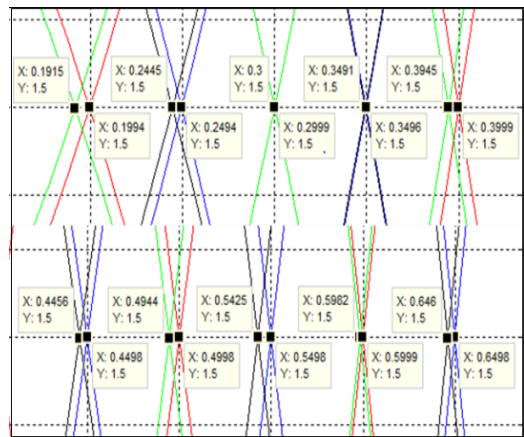 X: 0.1915
Y: 1.5
X: 0.2445
Y: 1.5
X: 0.3
Y: 1.5
X: 0.3491
Y: 1.5
X: 0.3945
Y: 1.5
X: 0.1994
Y: 1.5
X: 0.2494
Y: 1.5
X: 0.2999
Y: 1.5
X: 0.3496
Y: 1.5
X: 0.3999
Y: 1.5
X: 0.4456
Y: 1.5
X: 0.4944
Y: 1.5
X: 0.5425
Y: 1.5
X: 0.5982
Y: 1.5
X: 0.646
Y: 1.5
X: 0.4498
Y: 1.5
X: 0.4998
Y: 1.5
X: 0.5498
Y: 1.5
X: 0.5999
Y: 1.5
X: 0.6498
Y: 1.5